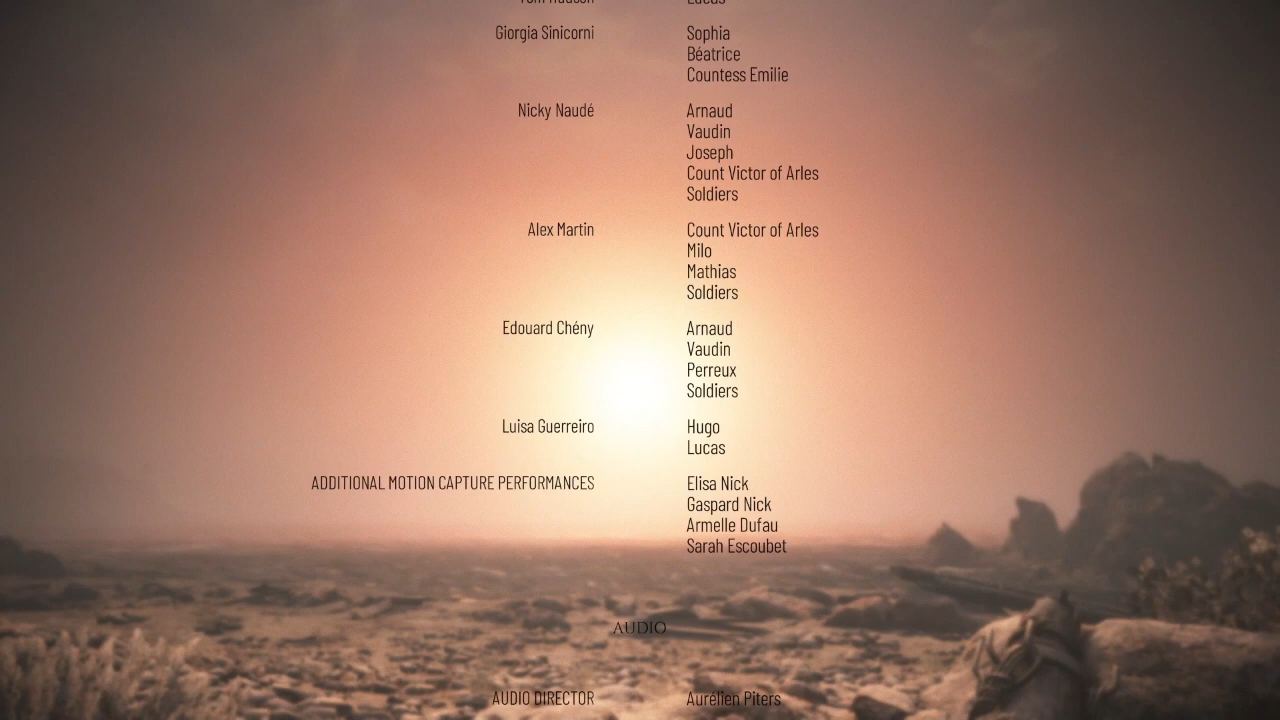 Giorgia Sinicorni Sophia
Béatrice
Countess Emilie
Nicky Naudé Arnaud
Vaudin
Joseph
Count Victor of Arles
Soldiers
Alex Martin Count Victor of Arles
Milo
Mathias
Soldiers
Edouard Chény Arnaud
Vaudin
Perreux
Soldiers
Luisa Guerreiro Hugo
Lucas
ADDITIONAL MOTION CAPTURE PERFORMANCES Elisa Nick
Gaspard Nick
Armelle Dufau
Sarah Escoubet
AUDIO
AUDIO DIRECTOR Aurélien Piters